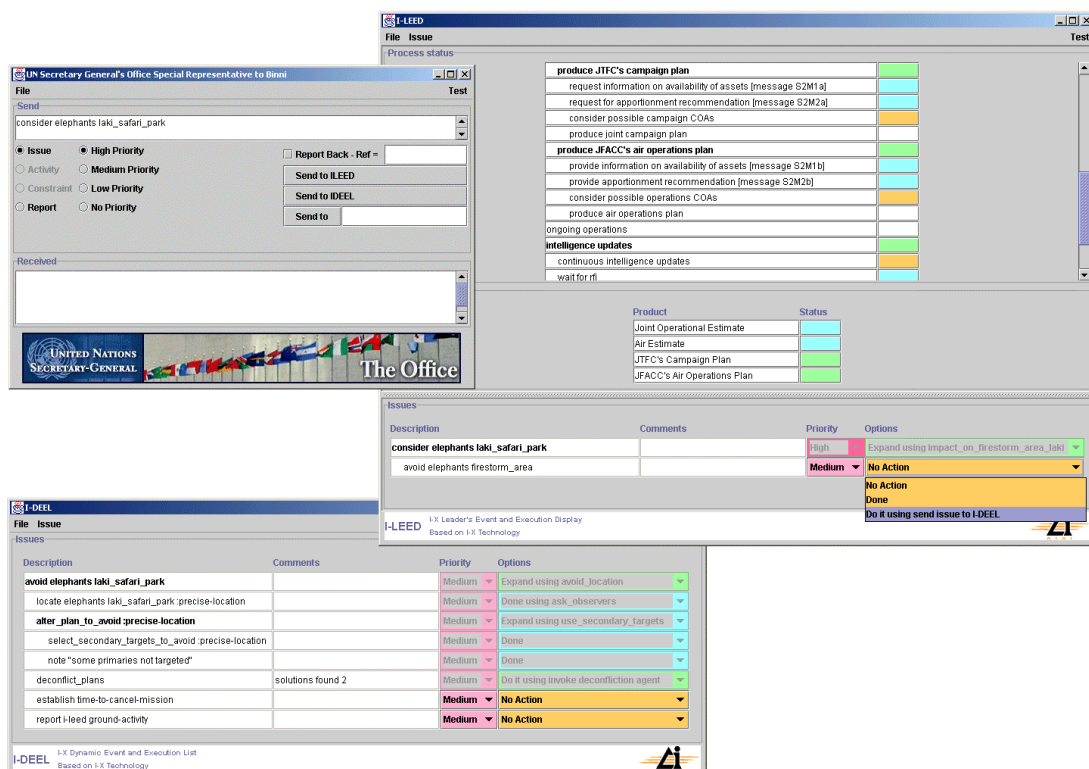 I-LEED
File Issue
Test
Process status
produce JTFC's campaign plan
request information on availability of assets [message S2M1a]
request for apportionment recommendation [message S2M2a]
consider possible campaign COAs
produce joint campaign plan
produce JFACC's air operations plan
provide information on availability of assets [message S2M1b]
provide apportionment recommendation [message S2M2b]
consider possible operations COAs
produce air operations plan
ongoing operations
intelligence updates
continuous intelligence updates
wait for rfi
Product Status
Joint Operational Estimate
Air Estimate
JTFC's Campaign Plan
JFACC's Air Operations Plan
Issues
Description Comments Priority Options
consider elephants laki_safari_park High Expand using impact_on_firestorm_area_laki
avoid elephants firestorm_area Medium No Action
No Action
Done
Do it using send issue to I-DEEL
I-LEED
I-X Leader's Event and Execution Display
Based on I-X Technology
UN Secretary General's Office Special Representative to Binni
File Test
Send
consider elephants laki_safari_park
Issue High Priority Report Back - Ref =
Activity Medium Priority Send to ILEED
Constraint Low Priority Send to IDEEL
Report No Priority Send to
Received
UNITED NATIONS
SECRETARY-GENERAL
The Office
I-DEEL
File Issue
Issues
Description Comments Priority Options
avoid elephants laki_safari_park Medium Expand using avoid_location
locate elephants laki_safari_park :precise-location Medium Done using ask_observers
alter_plan_to_avoid :precise-location Medium Expand using use_secondary_targets
select_secondary_targets_to_avoid :precise-location Medium Done
note "some primaries not targeted" Medium Done
deconflict_plans solutions found 2 Medium Do it using invoke deconfliction agent
establish time-to-cancel-mission Medium No Action
report i-leed ground-activity Medium No Action
I-DEEL
I-X Dynamic Event and Execution List
Based on I-X Technology